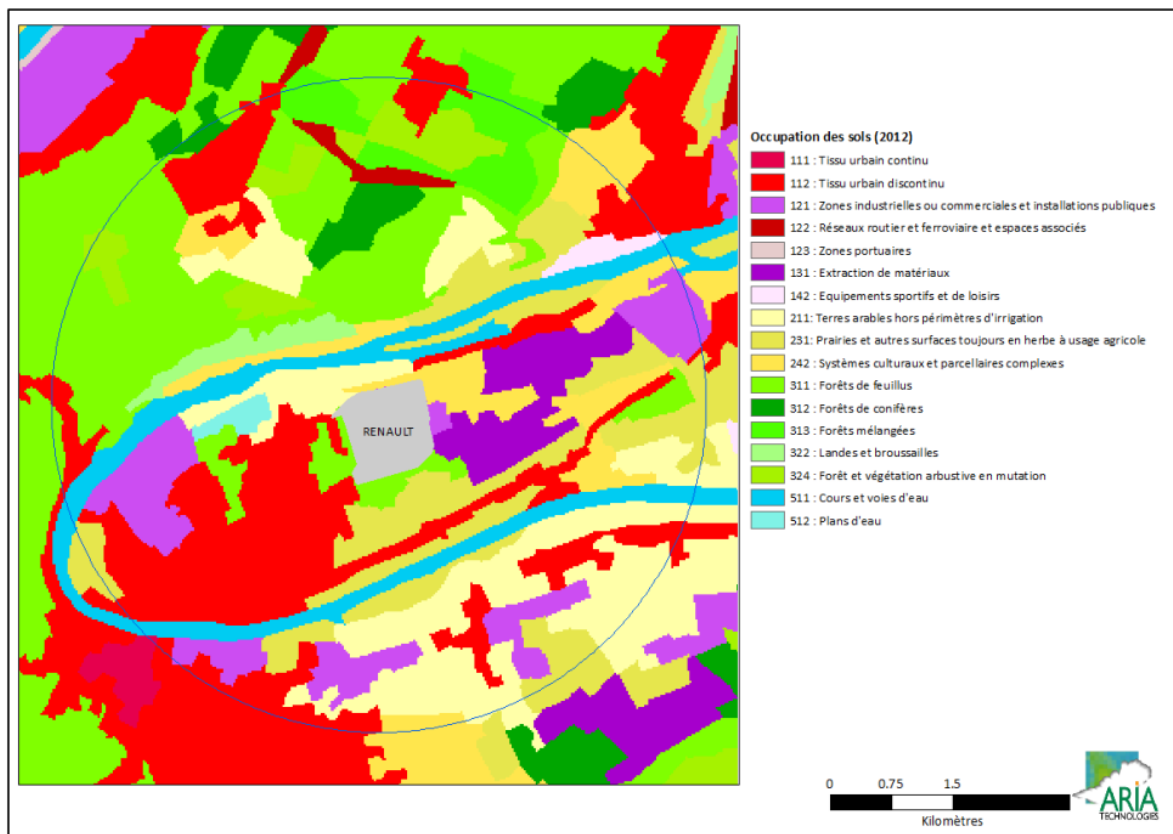 Occupation des sols (2012)
111 : Tissu urbain continu
112 : Tissu urbain discontinu
121 : Zones industrielles ou commerciales et installations publiques
122 : Réseaux routier et ferroviaire et espaces associés
123 : Zones portuaires
131 : Extraction de matériaux
142 : Equipements sportifs et de loisirs
211 : Terres arables hors périmètres d'irrigation
231 : Prairies et autres surfaces toujours en herbe à usage agricole
242 : Systèmes culturaux et parcellaires complexes
311 : Forêts de feuillus
312 : Forêts de conifères
313 : Forêts mélangées
322 : Landes et broussailles
324 : Forêt et végétation arbustive en mutation
511 : Cours et voies d'eau
512 : Plans d'eau
RENAULT
0 0.75 1.5
Kilomètres
ARIA
TECHNOLOGIES